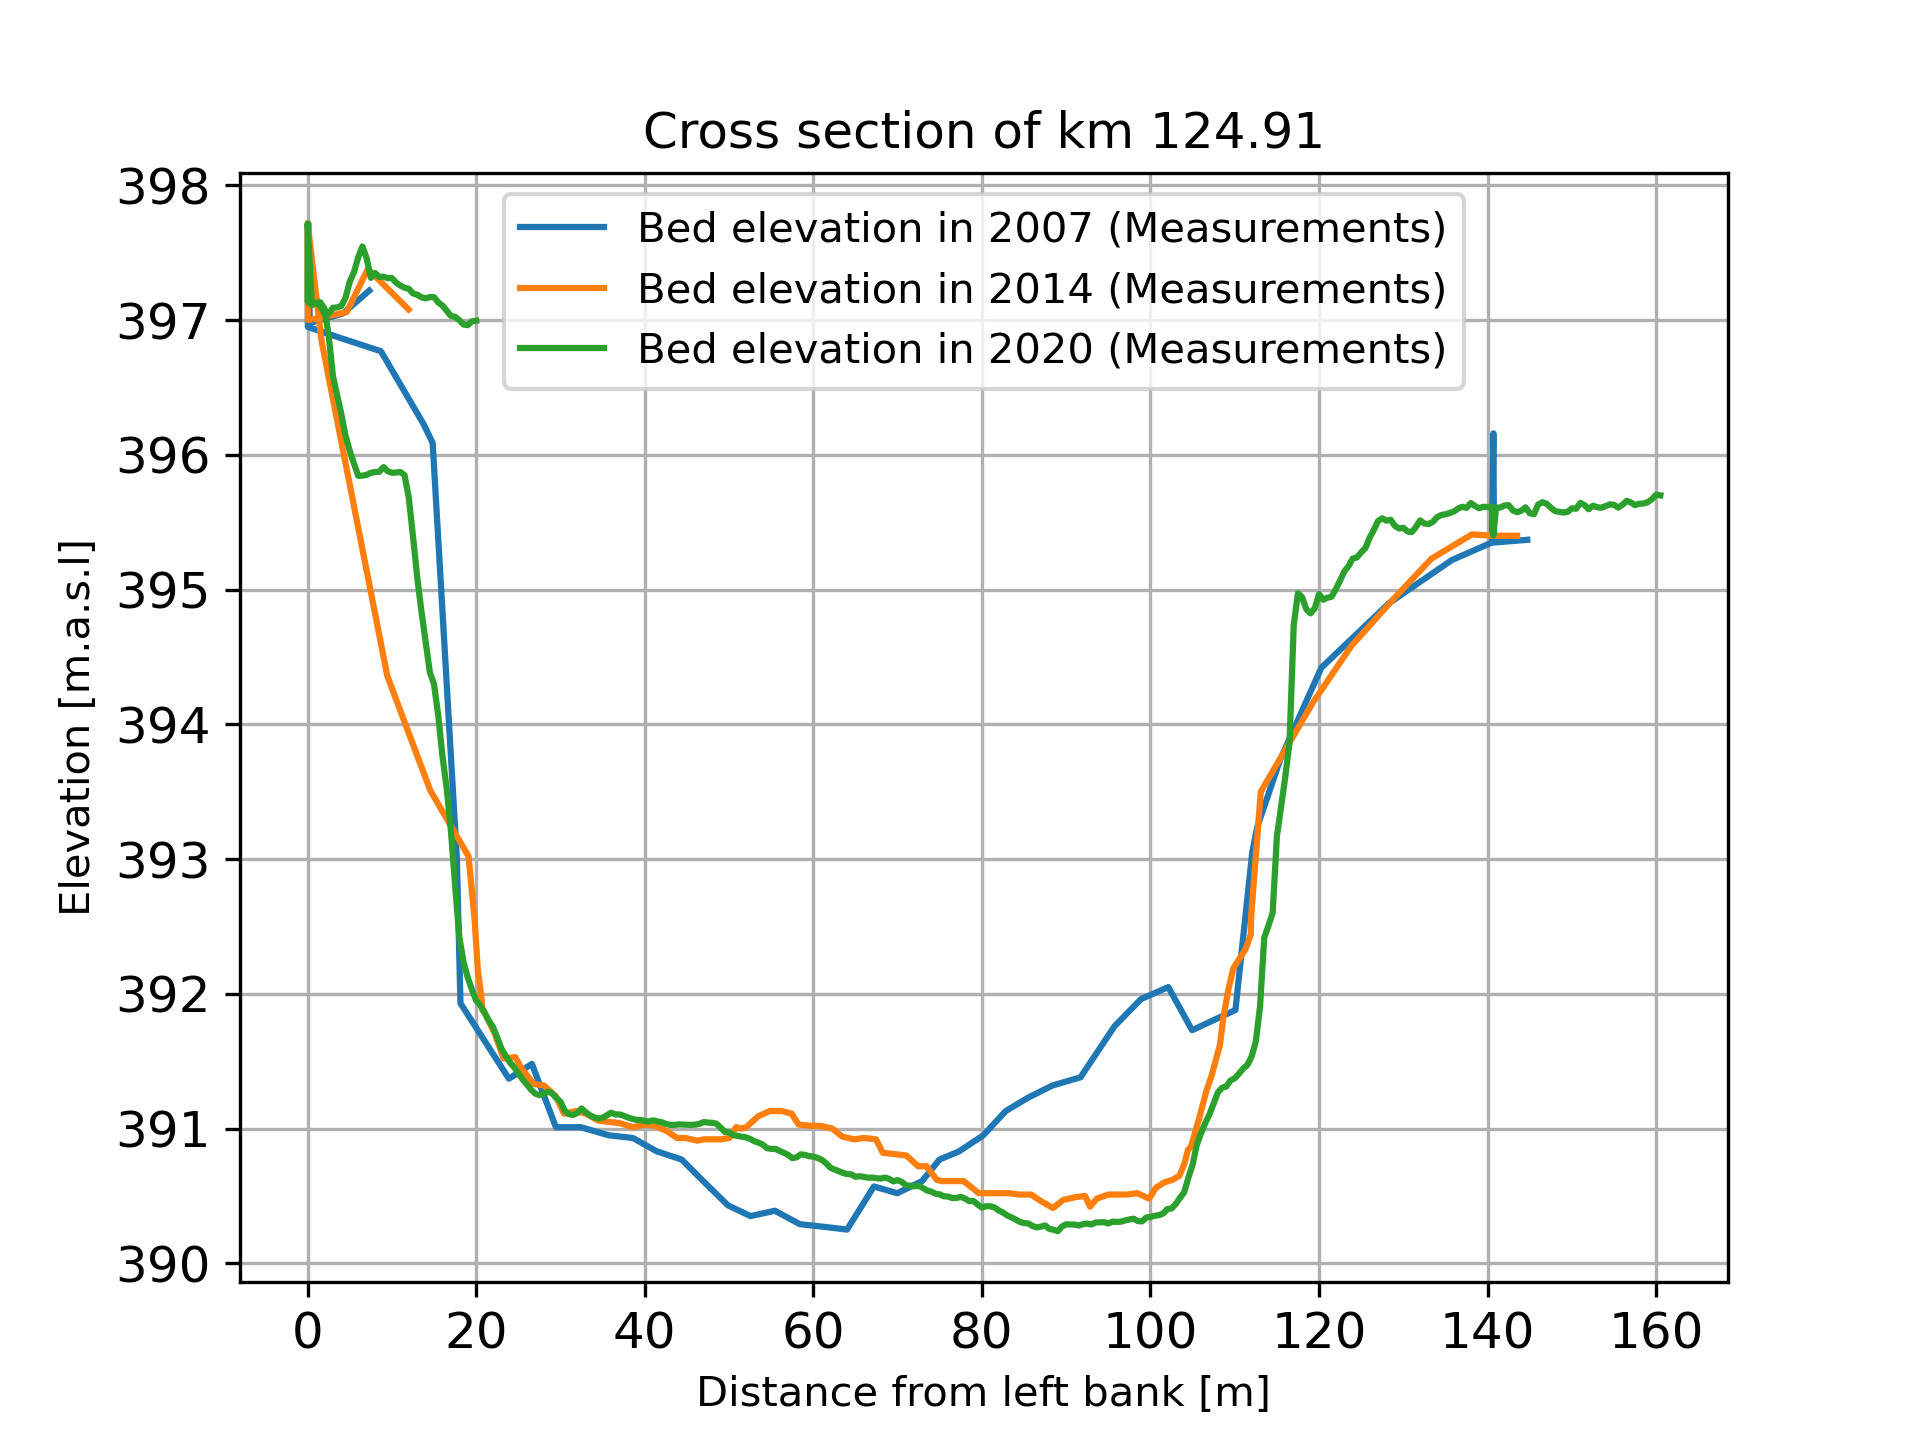 Cross section of km 124.91
Bed elevation in 2007 (Measurements)
Bed elevation in 2014 (Measurements)
Bed elevation in 2020 (Measurements)
Elevation [m.a.s.l]
398
397
396
395
394
393
392
391
390
0 20 40 60 80 100 120 140 160
Distance from left bank [m]